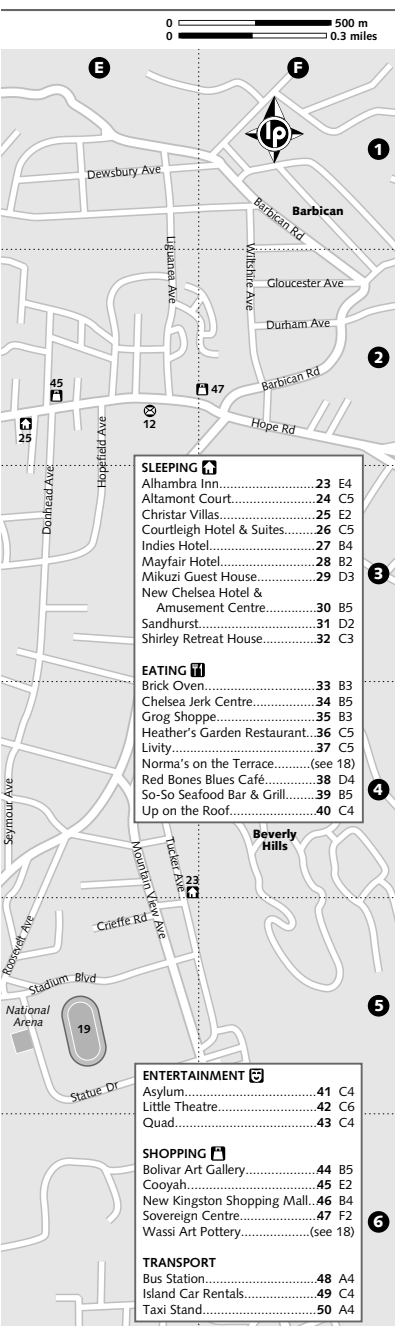 0 500 m
0 0.3 miles
E F
lp
1
Dewsbury Ave
Barbican Rd
Barbican
Liguanea Ave
Wiltshire Ave
Gloucester Ave
Durham Ave
2
45
47
Barbican Rd
12
25
Hope Rd
Donhead Ave
Hopefield Ave
SLEEPING
Alhambra Inn..............................23 E4
Altamont Court..........................24 C5
Christar Villas.............................25 E2
Courtleigh Hotel & Suites.......26 C5
Indies Hotel................................27 B4
Mayfair Hotel.............................28 B2
Mikuzi Guest House.................29 D3
New Chelsea Hotel &
Amusement Centre...............30 B5
Sandhurst....................................31 D2
Shirley Retreat House..............32 C3
3
EATING
Brick Oven..................................33 B3
Chelsea Jerk Centre..................34 B5
Grog Shoppe..............................35 B3
Heather's Garden Restaurant...36 C5
Livity............................................37 C5
Norma's on the Terrace..........(see 18)
Red Bones Blues Café..............38 D4
So-So Seafood Bar & Grill.......39 B5
Up on the Roof..........................40 C4
4
Seymour Ave
Beverly
Hills
Tucker Ave
23
Mountain View Ave
Crieffe Rd
Roosevelt Ave
Stadium Blvd
National
Arena
19
5
Statue Dr
ENTERTAINMENT
Asylum........................................41 C4
Little Theatre..............................42 C6
Quad............................................43 C4
SHOPPING
Bolivar Art Gallery.....................44 B5
Cooyah........................................45 E2
New Kingston Shopping Mall..46 B4
Sovereign Centre.......................47 F2
Wassi Art Pottery....................(see 18)
6
TRANSPORT
Bus Station.................................48 A4
Island Car Rentals......................49 C4
Taxi Stand...................................50 A4